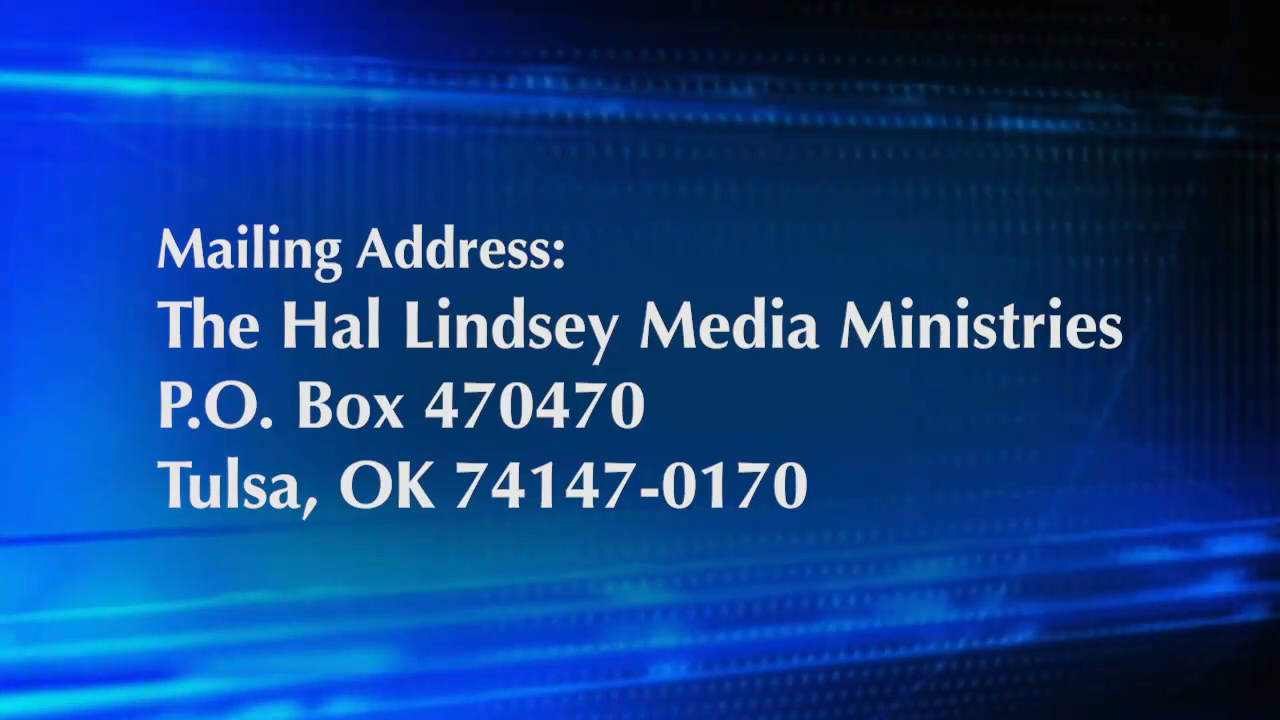 Mailing Address:
The Hal Lindsey Media Ministries
P.O. Box 470470
Tulsa, OK 74147-0170